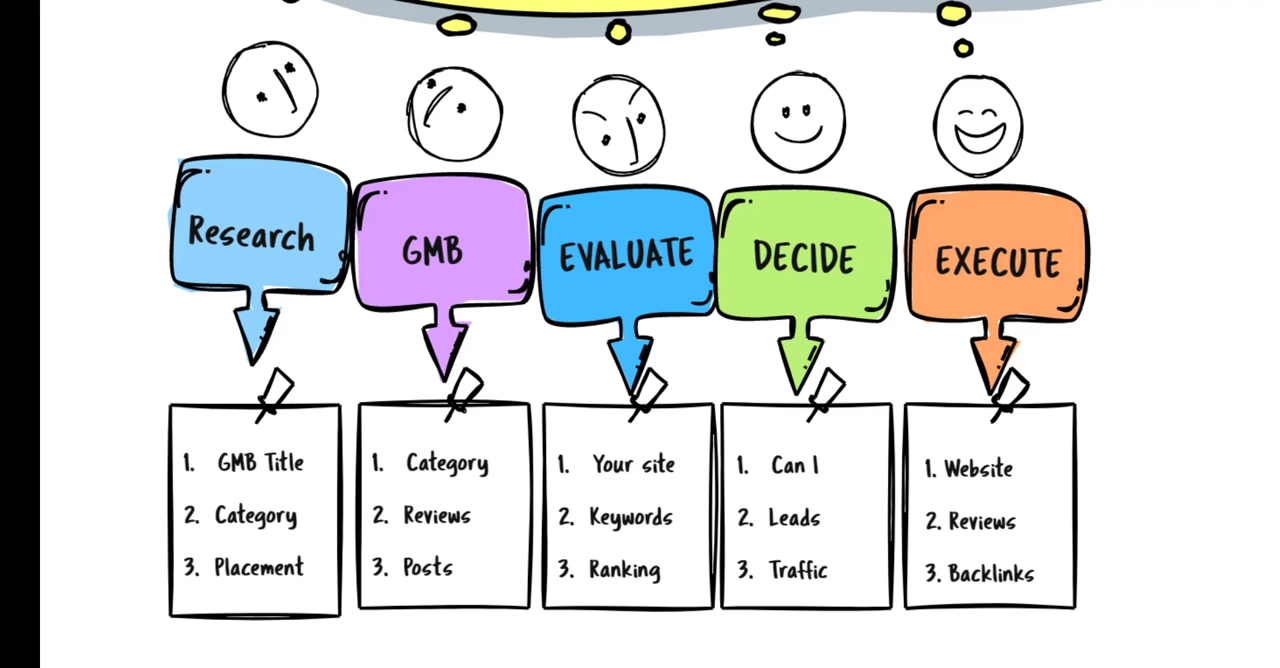 Research
GMB
EVALUATE
DECIDE
EXECUTE
1. GMB Title
2. Category
3. Placement
1. Category
2. Reviews
3. Posts
1. Your site
2. Keywords
3. Ranking
1. Can I
2. Leads
3. Traffic
1. Website
2. Reviews
3. Backlinks